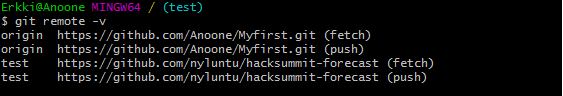 Erkki@Anoone MINGW64 / (test)
$ git remote -v
origin  https://github.com/Anoone/Myfirst.git (fetch)
origin  https://github.com/Anoone/Myfirst.git (push)
test    https://github.com/nyluntu/hacksummit-forecast (fetch)
test    https://github.com/nyluntu/hacksummit-forecast (push)